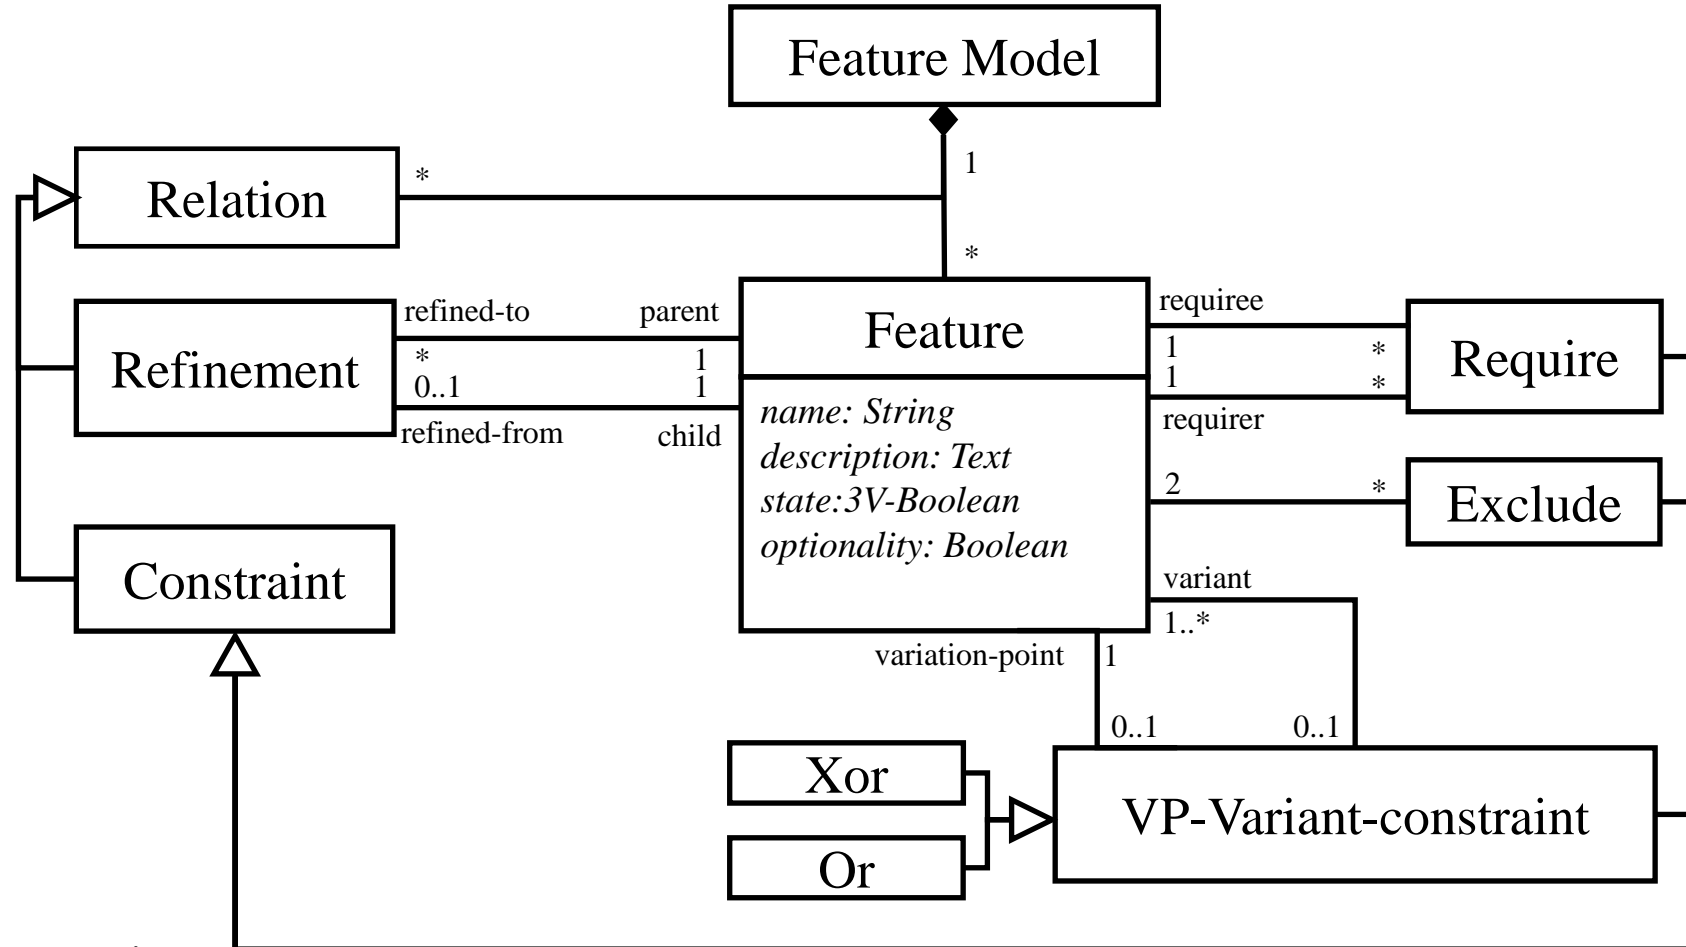 Feature Model
*
1
Relation
*
refined-to
parent
requiree
Feature
*
1
1
*
Refinement
Require
0..1
1
1
*
name: String
refined-from
child
requirer
description: Text
2
*
state:3V-Boolean
Exclude
optionality: Boolean
Constraint
variant
1..*
variation-point
1
0..1
0..1
Xor
VP-Variant-constraint
Or